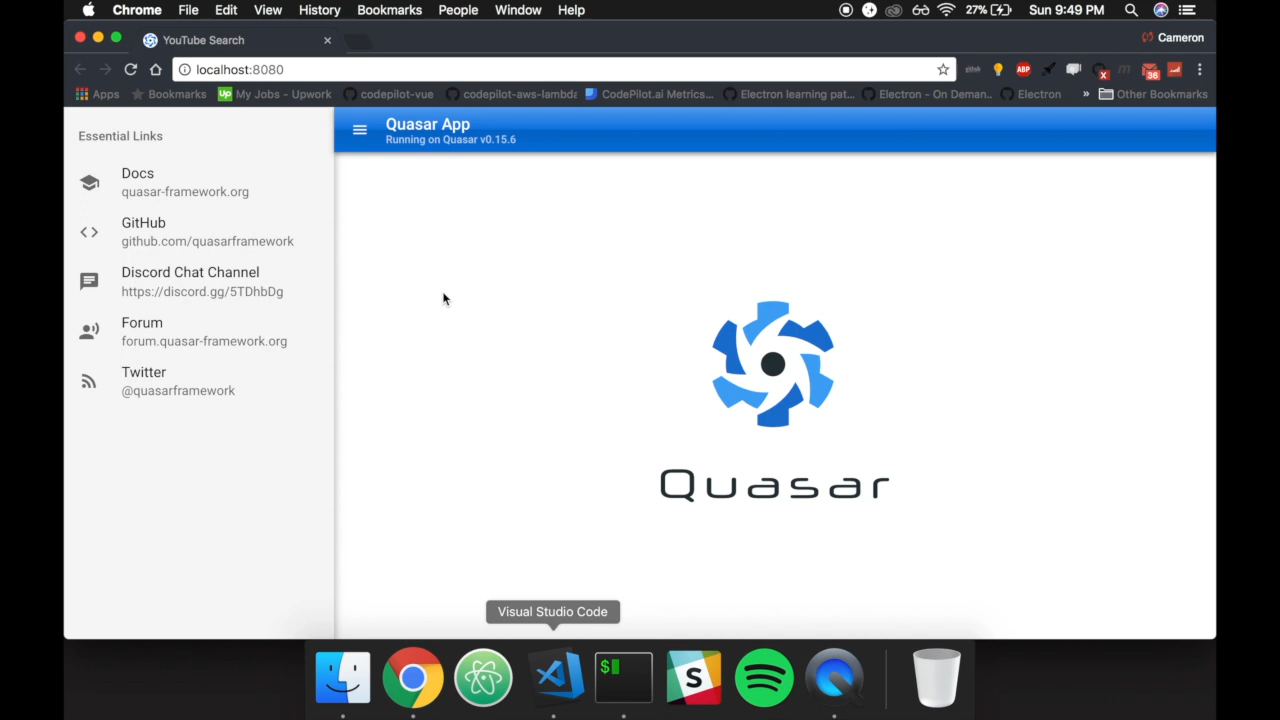 Chrome File Edit View History Bookmarks People Window Help 27% Sun 9:49 PM
YouTube Search Cameron
localhost:8080 ABP 36
Apps Bookmarks Up My Jobs - Upwork codepilot-vue codepilot-aws-lambda CodePilot.ai Metrics... Electron learning pat... Electron - On Deman.. Electron » Other Bookmarks
Essential Links
Quasar App
Running on Quasar v0.15.6
Docs
quasar-framework.org
GitHub
github.com/quasarframework
Discord Chat Channel
https://discord.gg/5TDhbDg
Forum
forum.quasar-framework.org
Twitter
@quasarframework
Quasar
Visual Studio Code
$
S